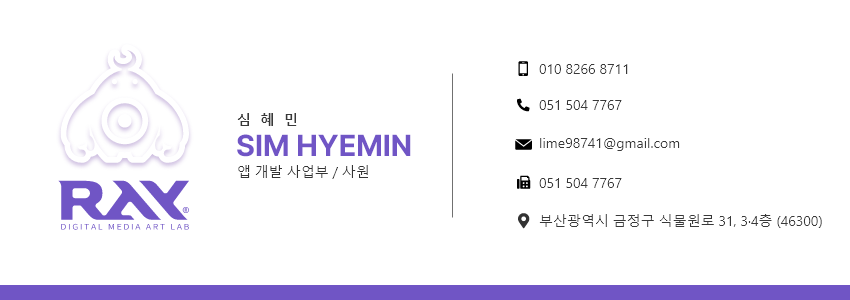 RAY®
DIGITAL MEDIA ART LAB
심 혜 민
SIM HYEMIN
앱 개발 사업부 / 사원
010 8266 8711
051 504 7767
lime98741@gmail.com
051 504 7767
부산광역시 금정구 식물원로 31, 3·4층 (46300)